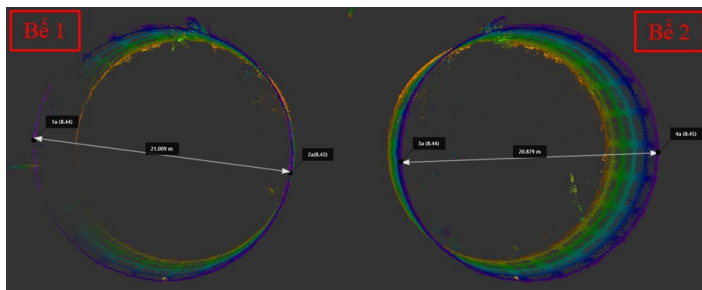 Bể 1
Bể 2
1a (8.44)
21.009 m
2a(8.43)
3a (8.44)
20.879 m
4a (8.45)